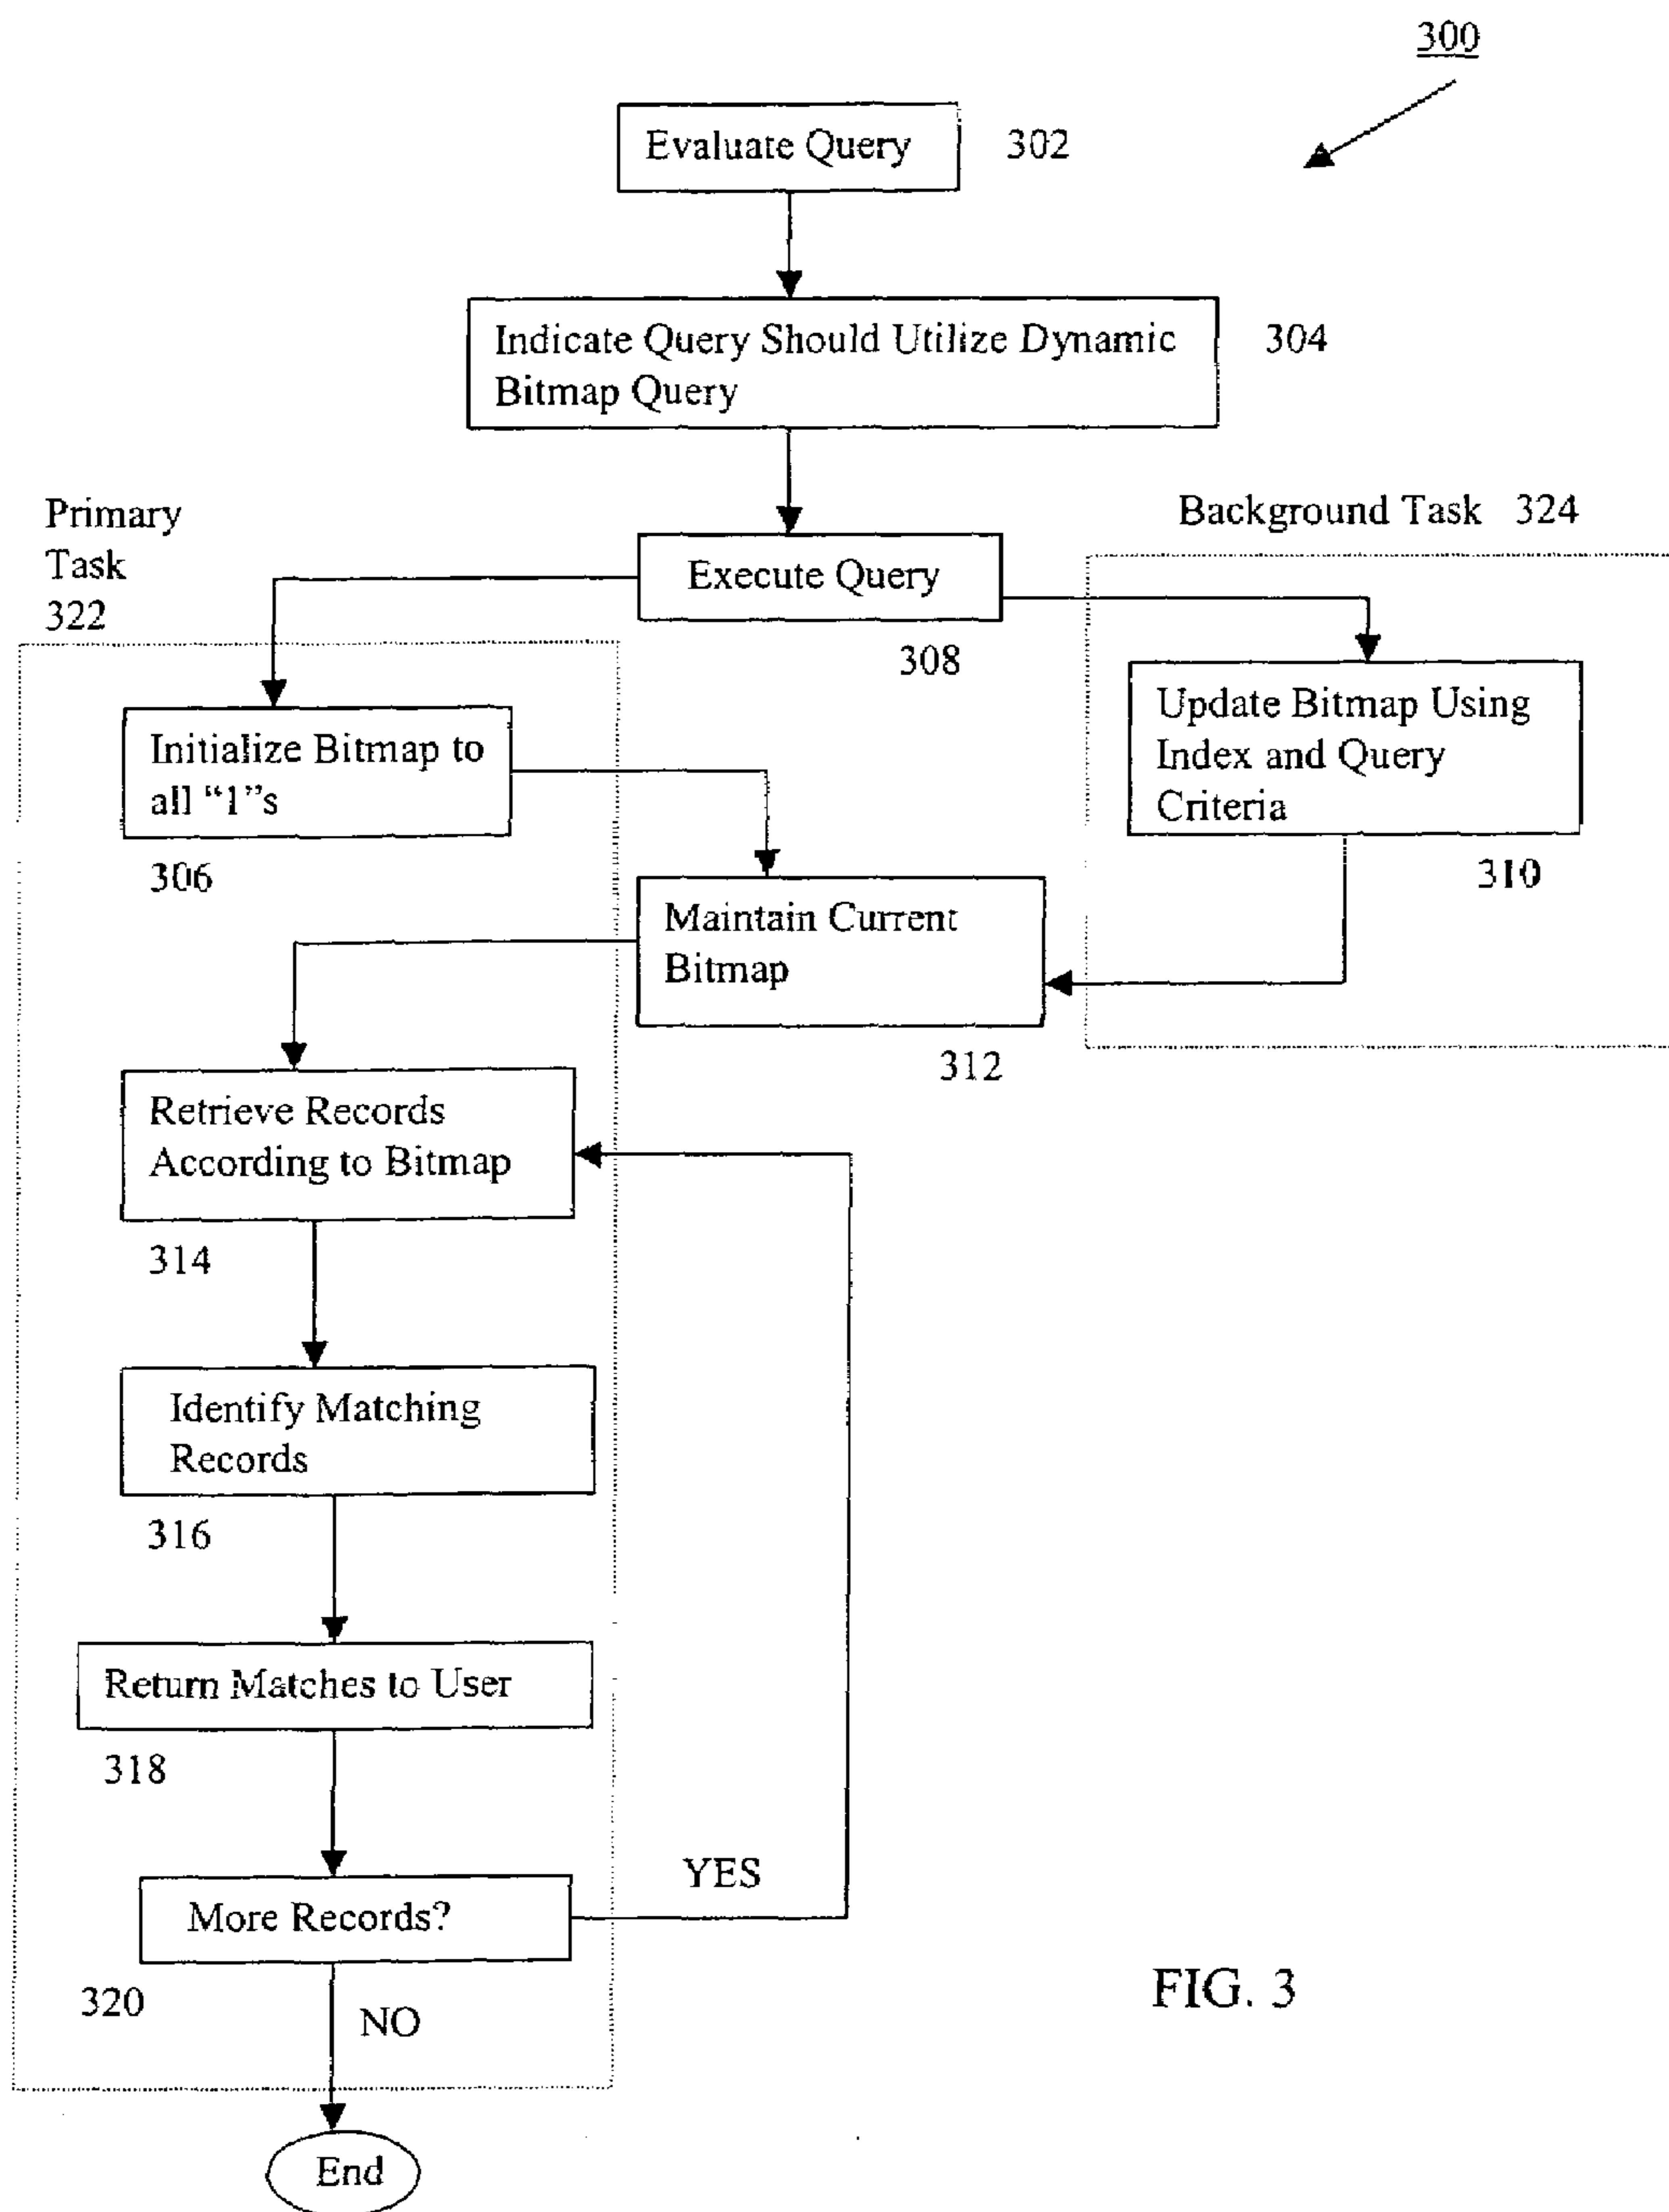 300
Evaluate Query
302
Indicate Query Should Utilize Dynamic
Bitmap Query
304
Primary
Task
322
Background Task 324
Execute Query
308
Initialize Bitmap to
all “1”s
306
Update Bitmap Using
Index and Query
Criteria
310
Maintain Current
Bitmap
312
Retrieve Records
According to Bitmap
314
Identify Matching
Records
316
Return Matches to User
318
More Records?
YES
320
NO
End
FIG. 3